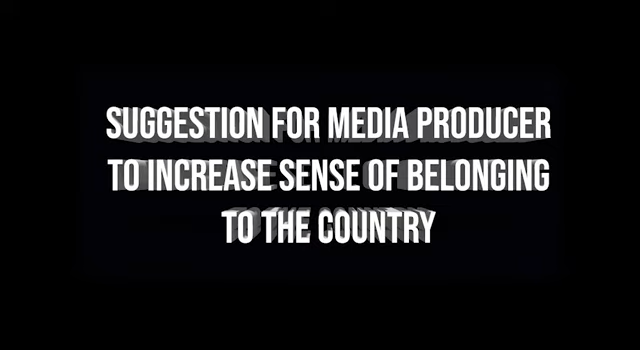 SUGGESTION FOR MEDIA PRODUCER
TO INCREASE SENSE OF BELONGING
TO THE COUNTRY